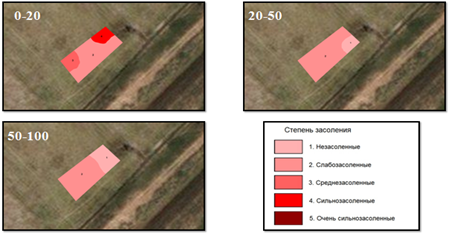 0-20
20-50
50-100
Степень засоления
1. Незасоленные
2. Слабозасоленные
3. Среднезасоленные
4. Сильнозасоленные
5. Очень сильнозасоленные